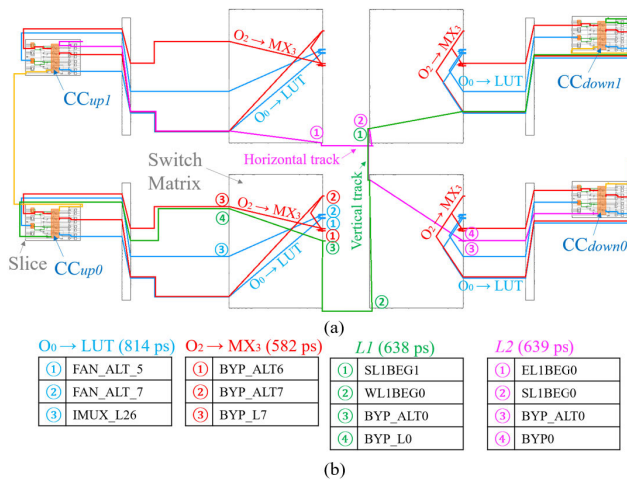 O₂ → MX₃
O₂ → MX₃
CCup1
O₀ → LUT
①
②
①
O₀ → LUT
CCdown1
Horizontal track
Switch
Matrix
Vertical track
③
O₂ → MX₃
④
②
②
①
①
③
③
O₂ → MX₃
④
③
Slice
CCup0
O₀ → LUT
②
O₀ → LUT
CCdown0
(a)
O₀ → LUT (814 ps)
① FAN_ALT_5
② FAN_ALT_7
③ IMUX_L26
O₂ → MX₃ (582 ps)
① BYP_ALT6
② BYP_ALT7
③ BYP_L7
L1 (638 ps)
① SL1BEG1
② WL1BEG0
③ BYP_ALT0
④ BYP_L0
L2 (639 ps)
① EL1BEG0
② SL1BEG0
③ BYP_ALT0
④ BYP0
(b)